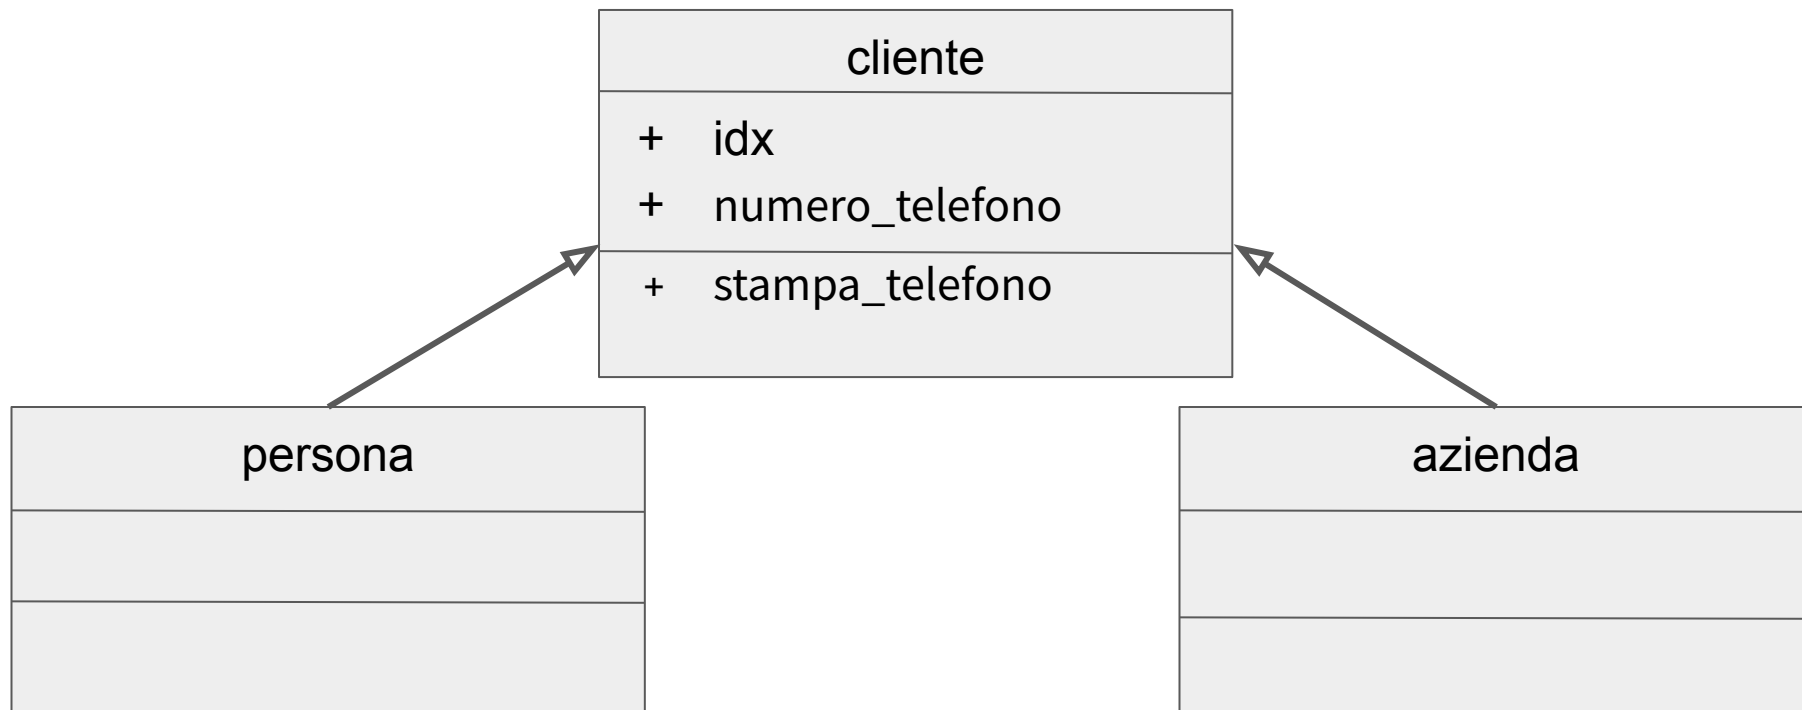 cliente
+ idx
+ numero_telefono
+ stampa_telefono
persona
azienda